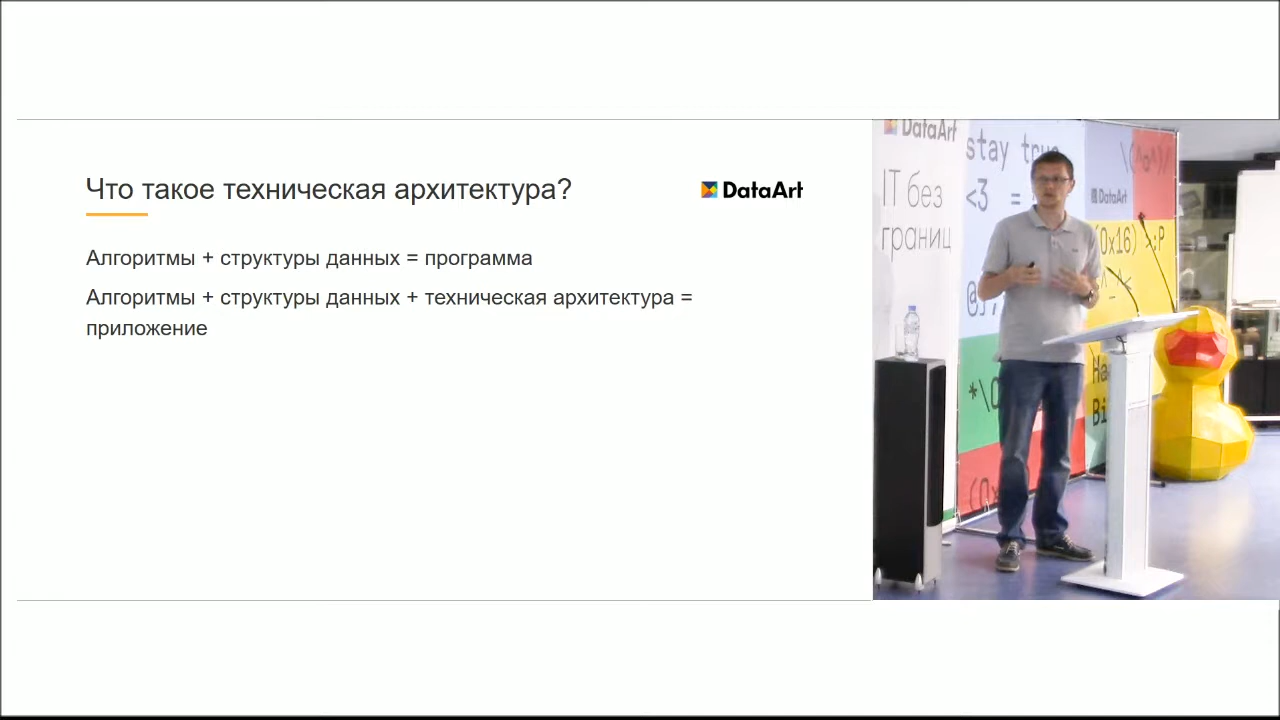 Что такое техническая архитектура?
DataArt
Алгоритмы + структуры данных = программа
Алгоритмы + структуры данных + техническая архитектура =
приложение
DataArt
stay true
IT без
границ
<3 =
DataArt
(0x16) >:P